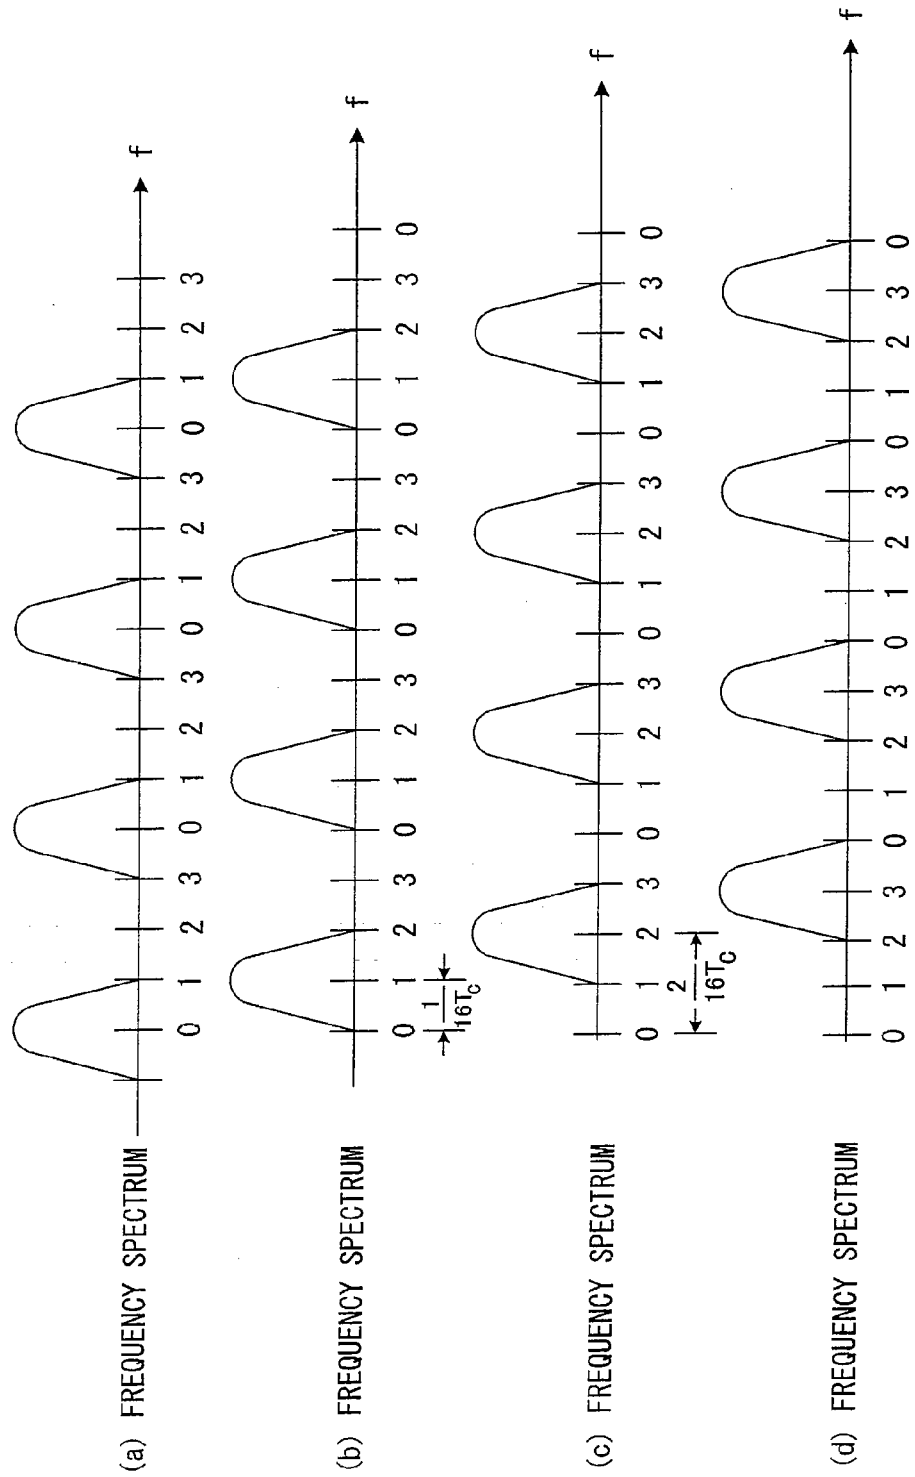 (a) FREQUENCY SPECTRUM
0 1 2 3 0 1 2 3 0 1 2 3 0 1 2 3
f
(b) FREQUENCY SPECTRUM
0 1 2 3 0 1 2 3 0 1 2 3 0 1 2 3 0
f
1
16TC
(c) FREQUENCY SPECTRUM
0 1 2 3 0 1 2 3 0 1 2 3 0 1 2 3 0
f
2
16TC
(d) FREQUENCY SPECTRUM
0 1 2 3 0 1 2 3 0 1 2 3 0 1 2 3 0
f